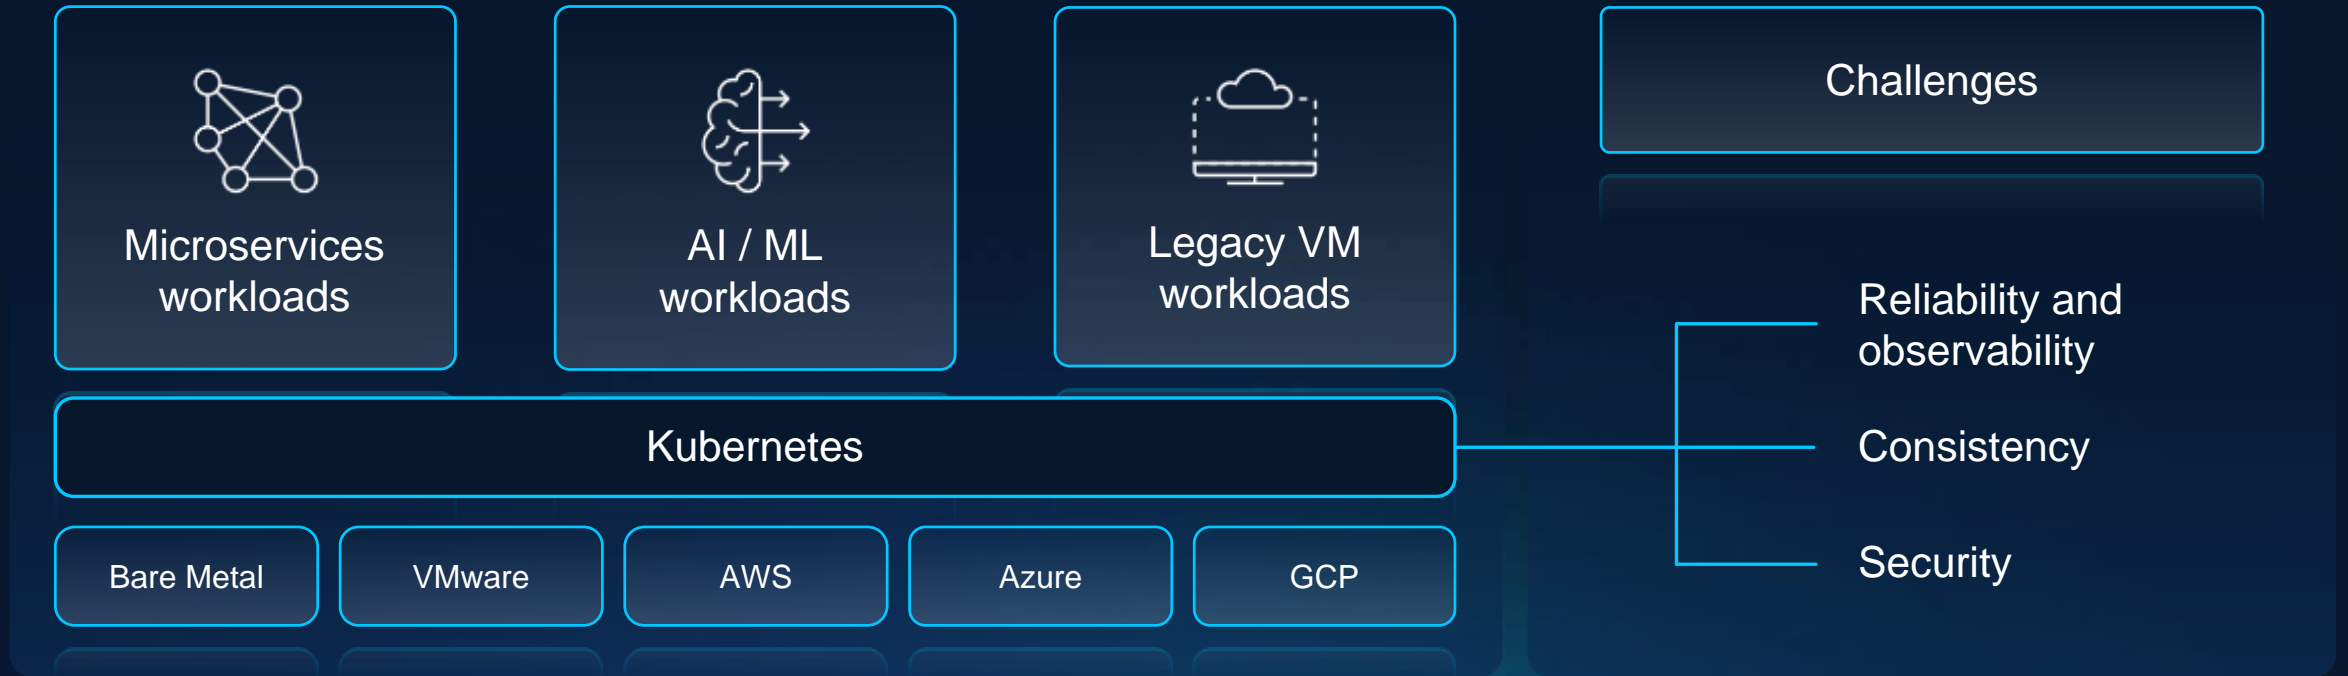 Microservices
workloads
AI / ML
workloads
Legacy VM
workloads
Kubernetes
Bare Metal
VMware
AWS
Azure
GCP
Challenges
Reliability and
observability
Consistency
Security